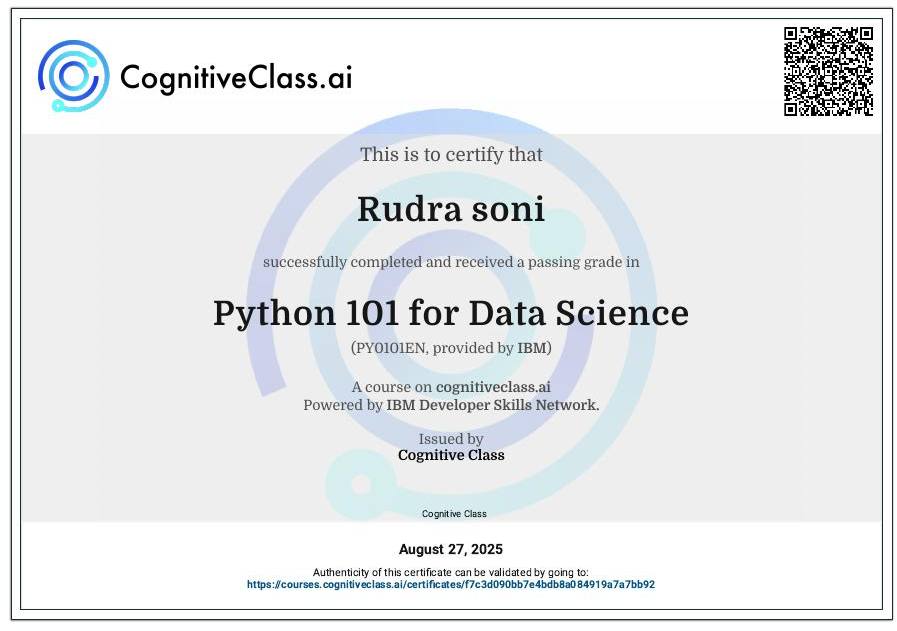 CognitiveClass.ai
This is to certify that
Rudra soni
successfully completed and received a passing grade in
Python 101 for Data Science
(PY0101EN, provided by IBM)
A course on cognitiveclass.ai
Powered by IBM Developer Skills Network.
Issued by
Cognitive Class
Cognitive Class
August 27, 2025
Authenticity of this certificate can be validated by going to:
https://courses.cognitiveclass.ai/certificates/f7c3d090bb7e4bdb8a084919a7a7bb92